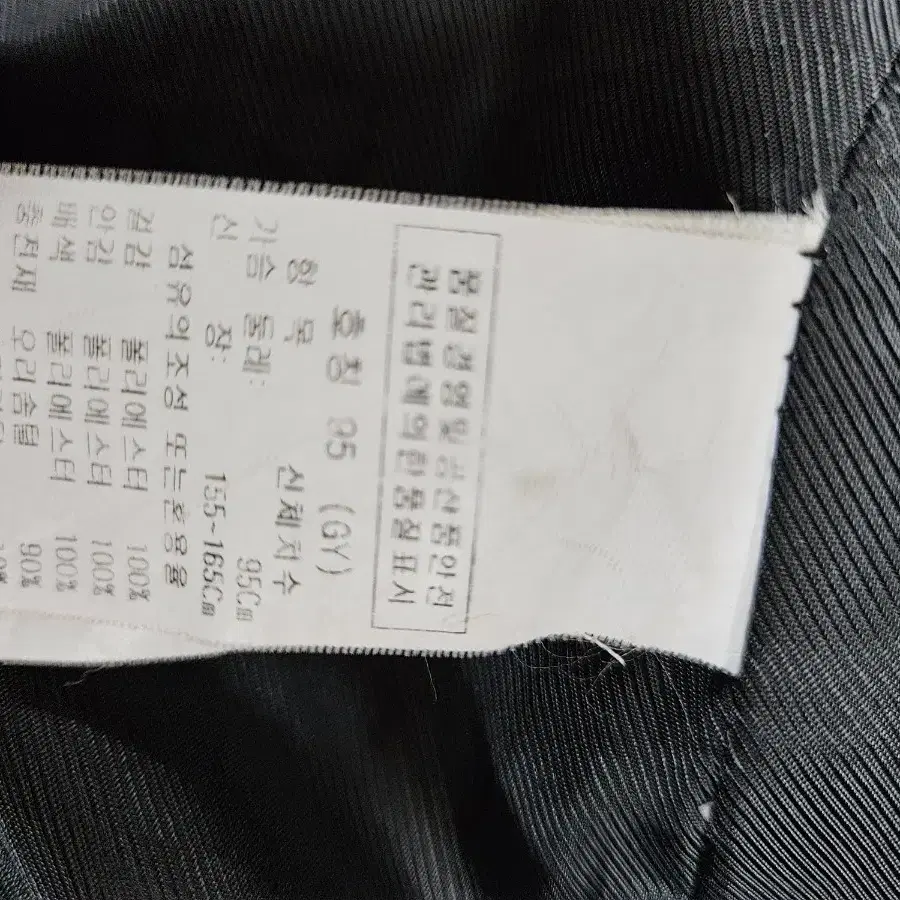 품질경영및공산품안전
관리법에의한품질표시
호칭 95 (GY)
항 목 신체치수
가슴둘레: 95Cm
신 장: 155~165Cm
섬유의조성 또는혼용율
겉감 폴리에스터 100%
안감 폴리에스터 100%
배색 폴리에스터 100%
충전재 오리솜털 90%